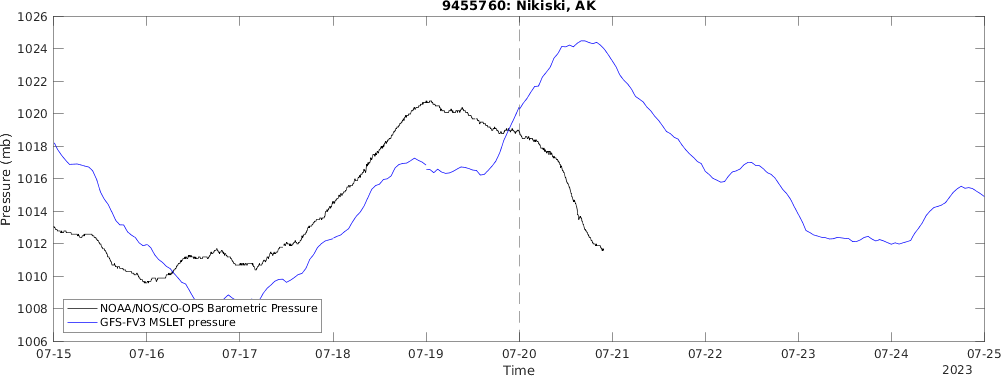 9455760: Nikiski, AK
1026
1024
1022
1020
1018
1016
1014
1012
1010
1008
1006
Pressure (mb)
NOAA/NOS/CO-OPS Barometric Pressure
GFS-FV3 MSLET pressure
07-15 07-16 07-17 07-18 07-19 07-20 07-21 07-22 07-23 07-24 07-25
Time
2023